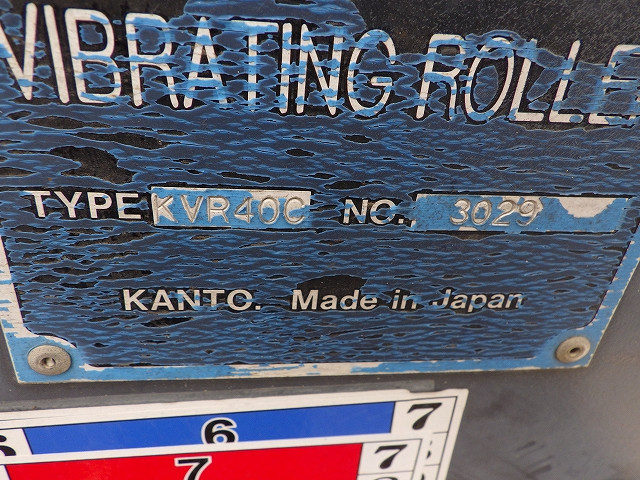 VIBRATING ROLLE
TYPE KVR40C NO. 3029
KANTO. Made in Japan
6 7
7 7